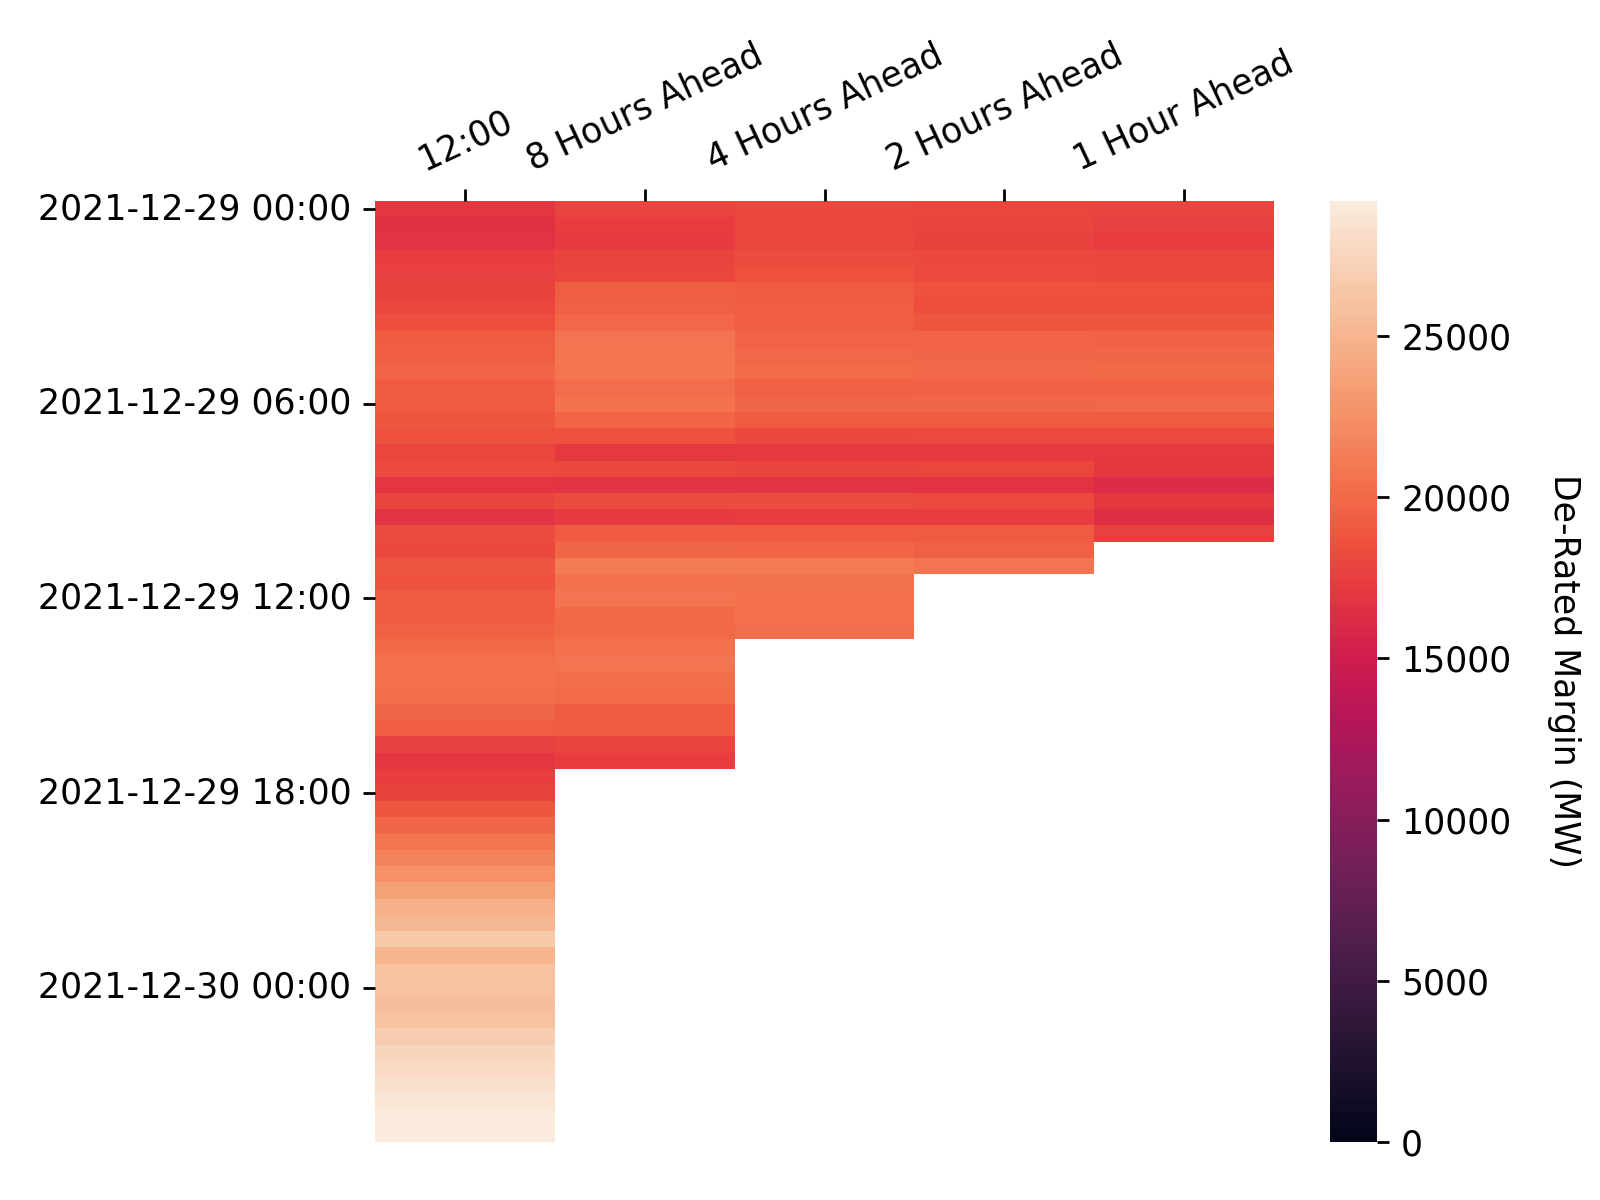 12:00
8 Hours Ahead
4 Hours Ahead
2 Hours Ahead
1 Hour Ahead
2021-12-29 00:00
2021-12-29 06:00
2021-12-29 12:00
2021-12-29 18:00
2021-12-30 00:00
25000
20000
15000
10000
5000
0
De-Rated Margin (MW)